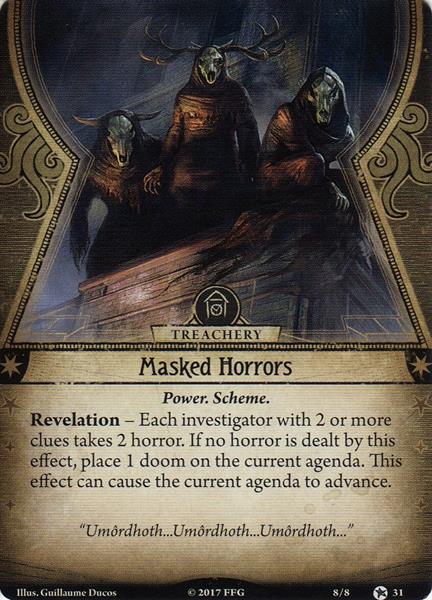 TREACHERY
Masked Horrors
Power. Scheme.
Revelation – Each investigator with 2 or more
clues takes 2 horror. If no horror is dealt by this
effect, place 1 doom on the current agenda. This
effect can cause the current agenda to advance.
“Umôrdhoth...Umôrdhoth...Umôrdhoth...”
Illus. Guillaume Ducos © 2017 FFG 8/8 31